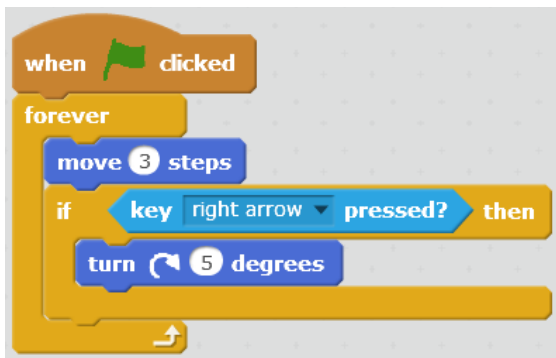 when clicked
forever
move 3 steps
if key right arrow pressed? then
turn 5 degrees